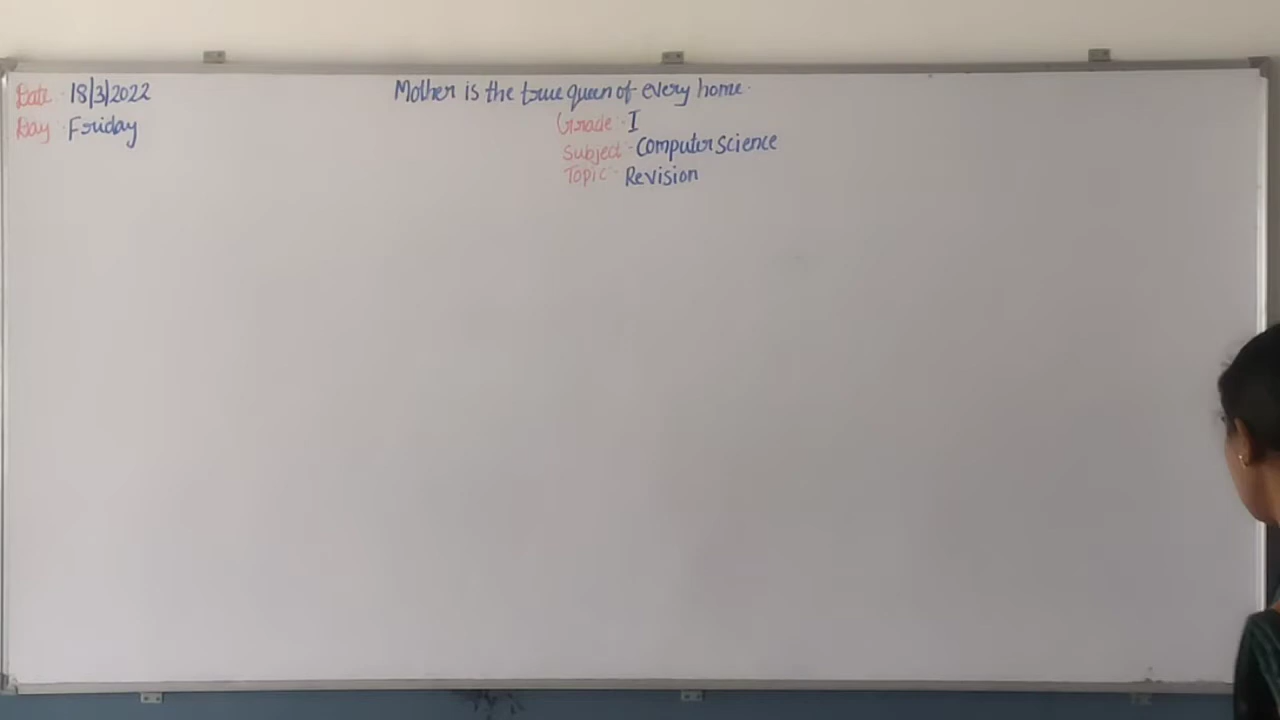 Date :- 18/3/2022
Day :- Friday
Mother is the true queen of every home.
Grade :- I
Subject :- Computer science
Topic :- Revision